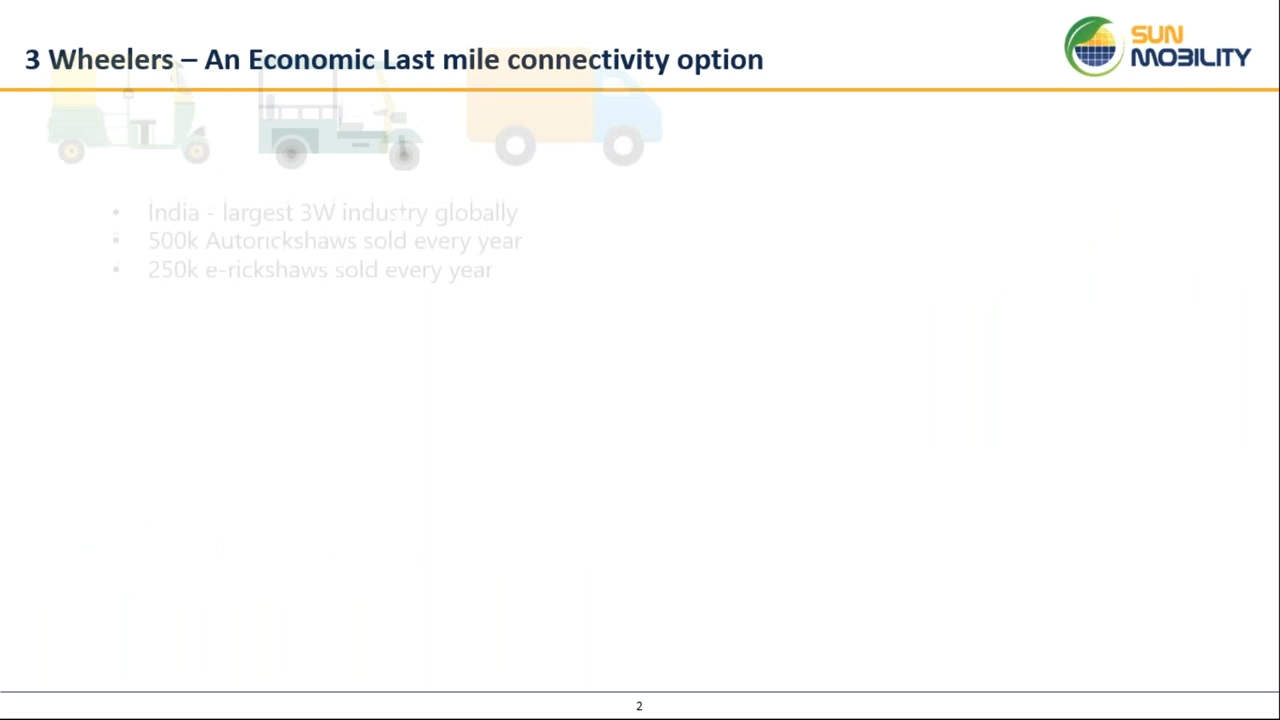 3 Wheelers – An Economic Last mile connectivity option
SUN
MOBILITY
• India - largest 3W industry globally
• 500k Autorickshaws sold every year
• 250k e-rickshaws sold every year
2